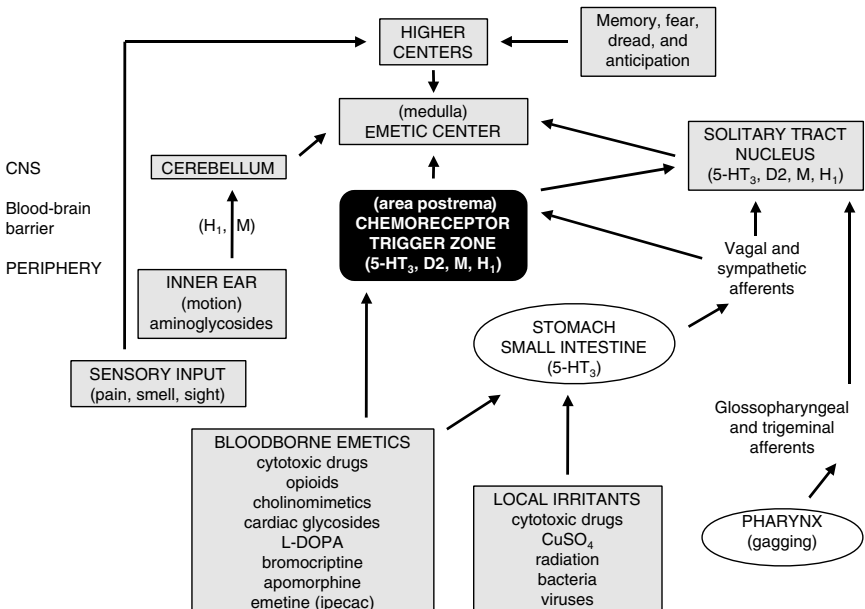 HIGHER
CENTERS
Memory, fear,
dread, and
anticipation
(medulla)
EMETIC CENTER
SOLITARY TRACT
NUCLEUS
(5-HT₃, D2, M, H₁)
CNS
CEREBELLUM
Blood-brain
barrier
(H₁, M)
(area postrema)
CHEMORECEPTOR
TRIGGER ZONE
(5-HT₃, D2, M, H₁)
PERIPHERY
INNER EAR
(motion)
aminoglycosides
Vagal and
sympathetic
afferents
STOMACH
SMALL INTESTINE
(5-HT₃)
SENSORY INPUT
(pain, smell, sight)
Glossopharyngeal
and trigeminal
afferents
BLOODBORNE EMETICS
cytotoxic drugs
opioids
cholinomimetics
cardiac glycosides
L-DOPA
bromocriptine
apomorphine
emetine (ipecac)
LOCAL IRRITANTS
cytotoxic drugs
CuSO₄
radiation
bacteria
viruses
PHARYNX
(gagging)